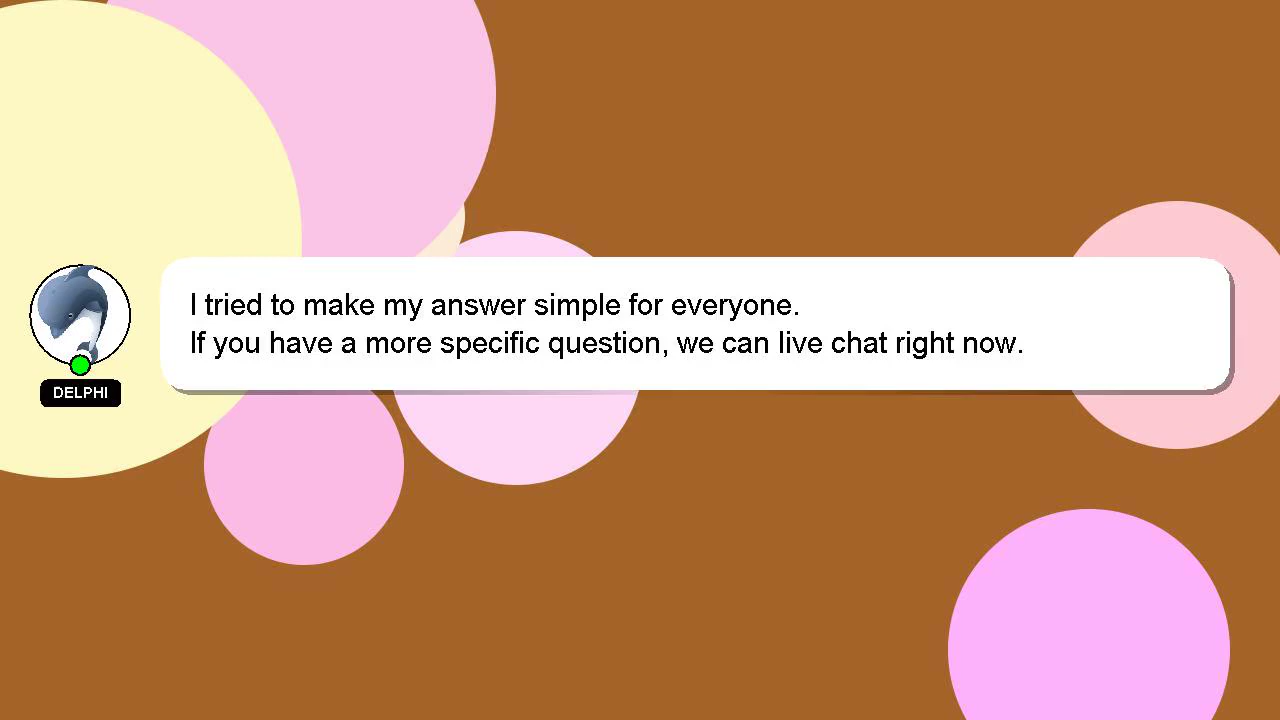 I tried to make my answer simple for everyone.
If you have a more specific question, we can live chat right now.
DELPHI